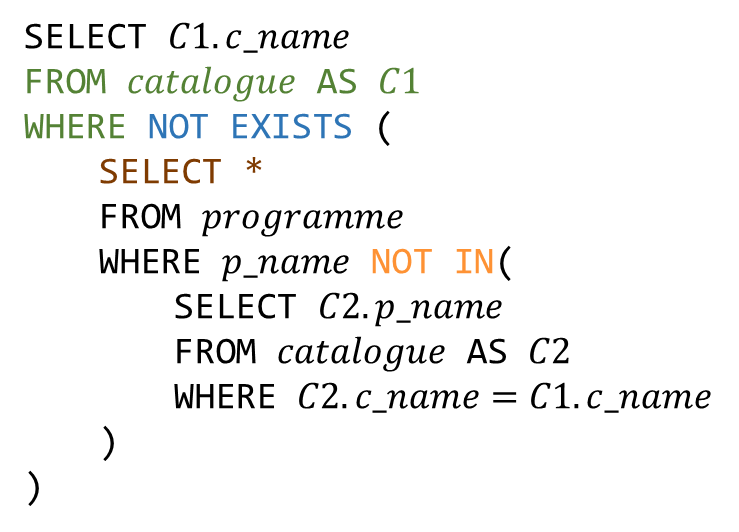 SELECT C1.c_name
FROM catalogue AS C1
WHERE NOT EXISTS (
SELECT *
FROM programme
WHERE p_name NOT IN(
SELECT C2.p_name
FROM catalogue AS C2
WHERE C2.c_name = C1.c_name
)
)